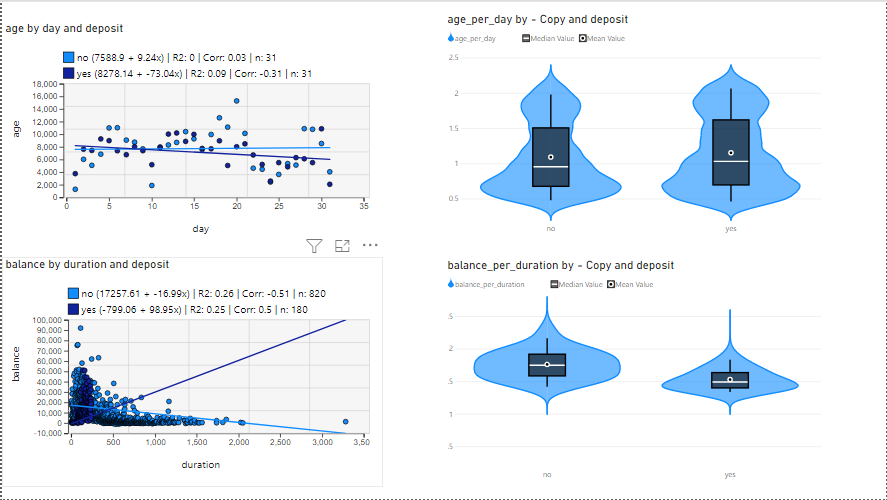 age by day and deposit
no (7588.9 + 9.24x) | R2: 0 | Corr: 0.03 | n: 31
yes (8278.14 + -73.04x) | R2: 0.09 | Corr: -0.31 | n: 31
18,000
16,000
14,000
12,000
10,000
8,000
6,000
4,000
2,000
0
age
0 5 10 15 20 25 30 35
day
age_per_day by - Copy and deposit
age_per_day Median Value Mean Value
2.5
2
1.5
1
0.5
no yes
balance by duration and deposit
no (17257.61 + -16.99x) | R2: 0.26 | Corr: -0.51 | n: 820
yes (-799.06 + 98.95x) | R2: 0.25 | Corr: 0.5 | n: 180
100,000
90,000
80,000
70,000
60,000
50,000
40,000
30,000
20,000
10,000
0
-10,000
balance
0 500 1,000 1,500 2,000 2,500 3,000 3,50
duration
balance_per_duration by - Copy and deposit
balance_per_duration Median Value Mean Value
.5
2
.5
1
.5
no yes